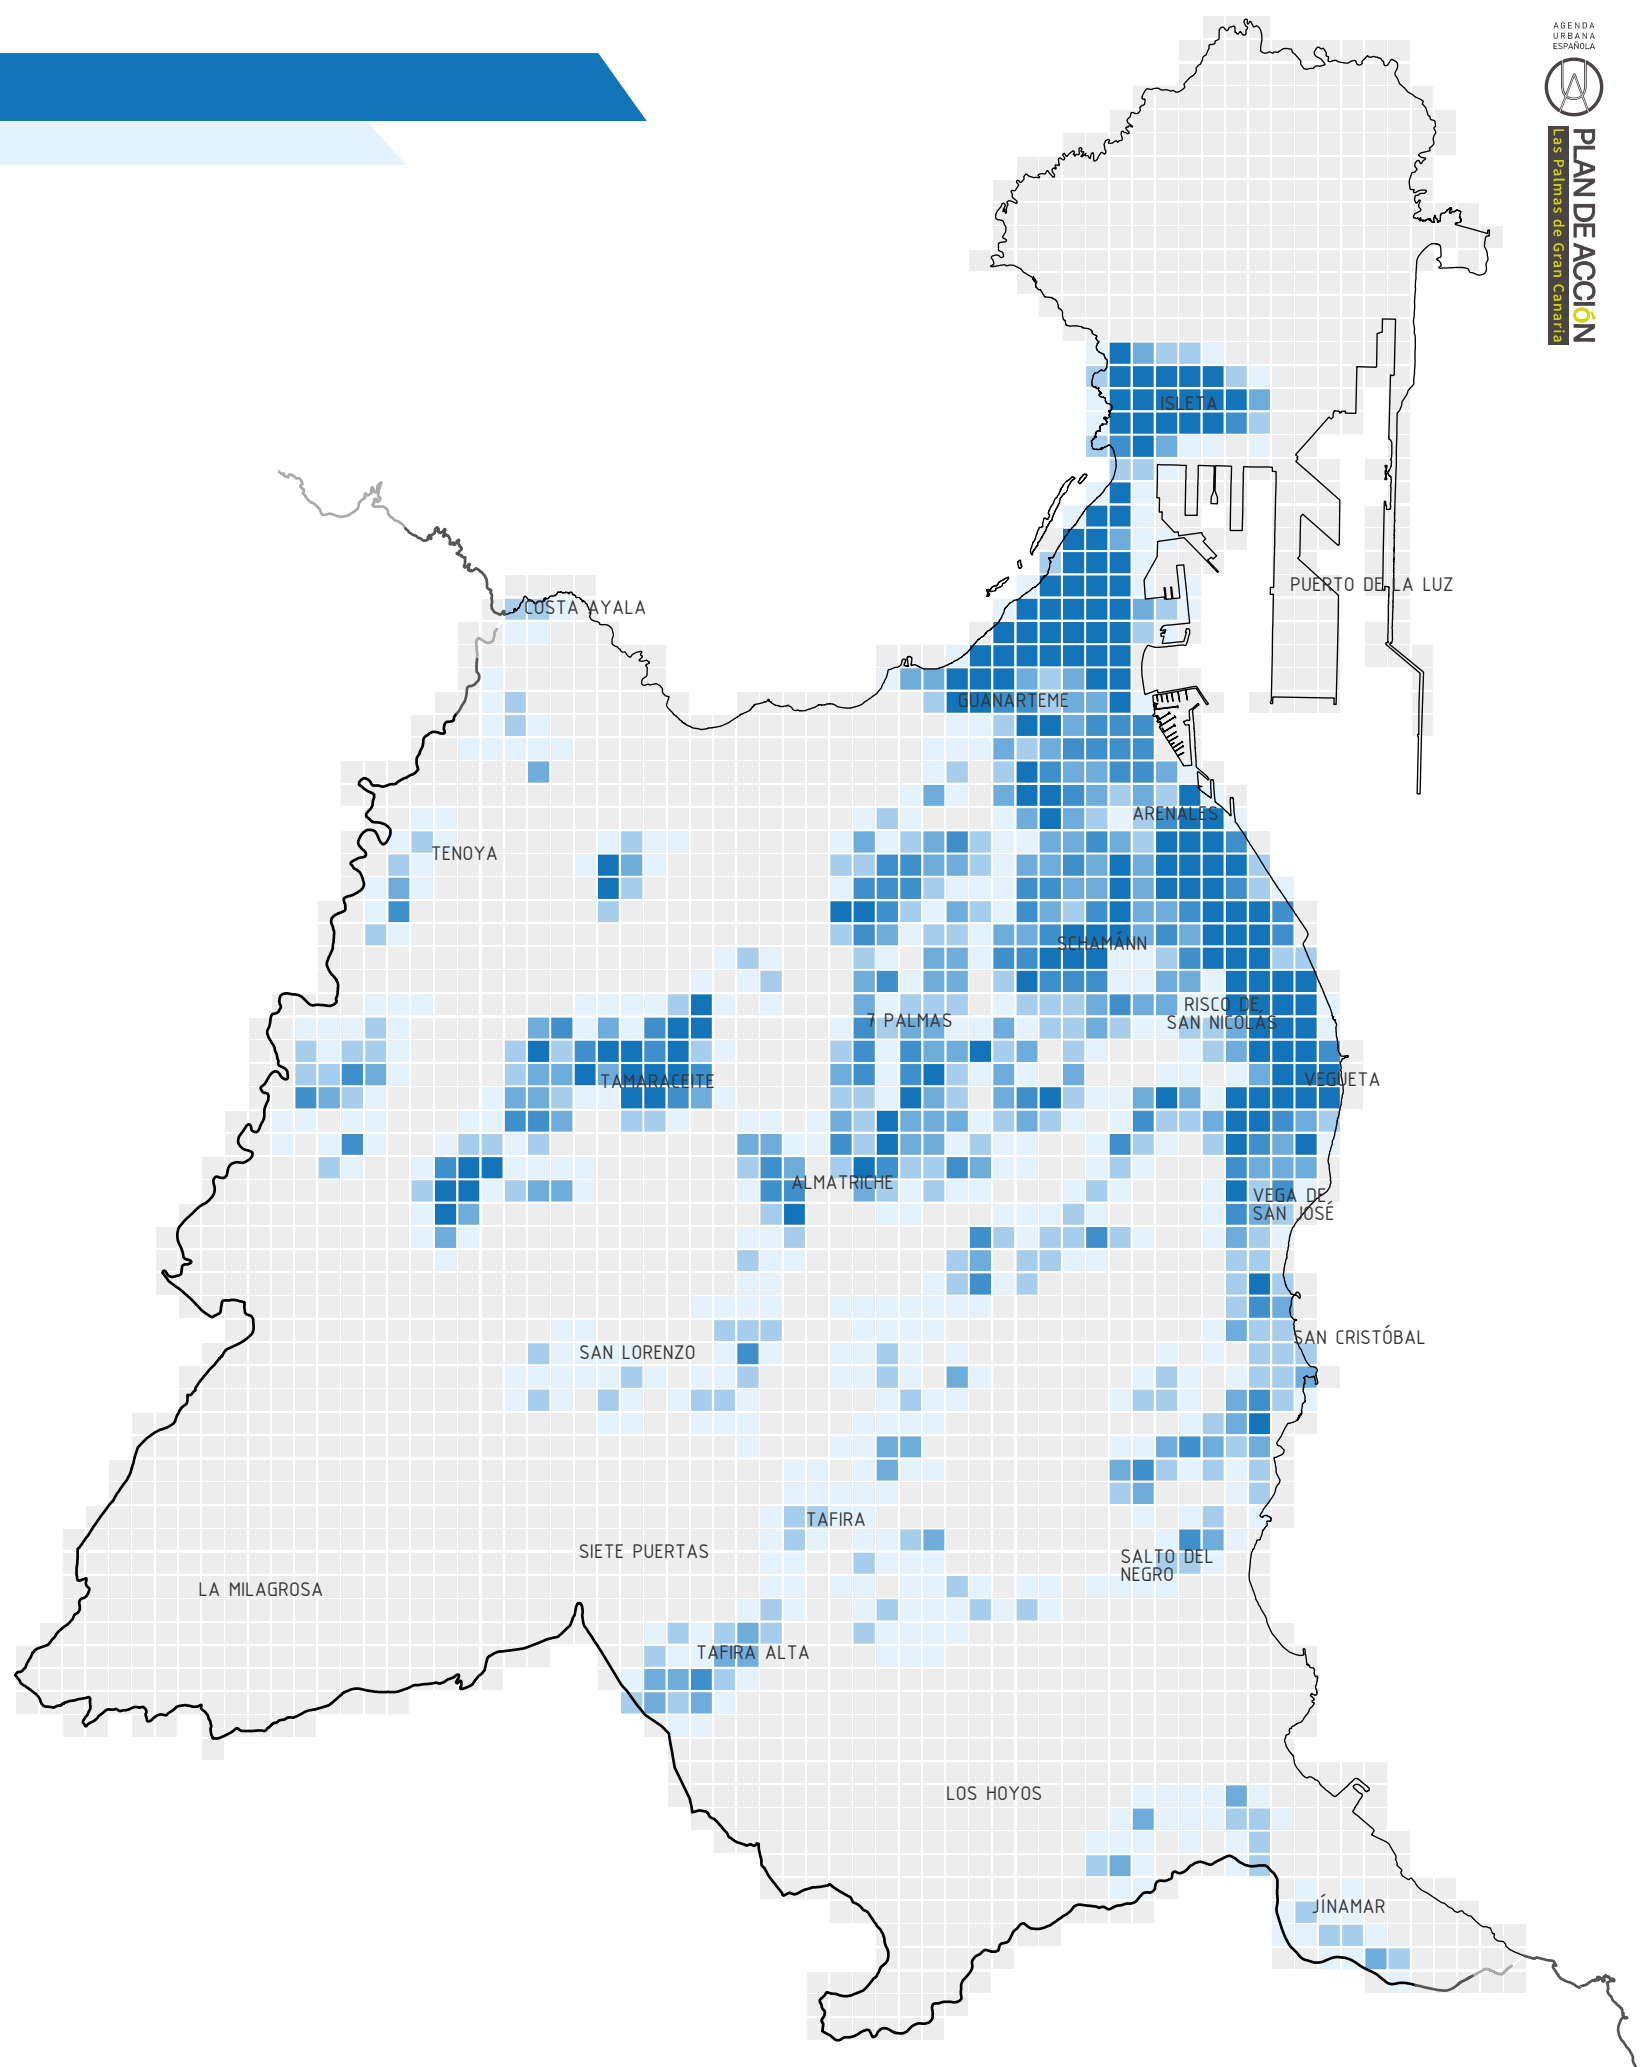 AGENDA
URBANA
ESPAÑOLA
PLAN DE ACCIÓN
Las Palmas de Gran Canaria
ISLETA
PUERTO DE LA LUZ
COSTA AYALA
GUANARTEME
ARENALES
TENOYA
SCHAMÁNN
RISCO DE
SAN NICOLÁS
7 PALMAS
TAMARACEITE
VEGUETA
ALMATRICHE
VEGA DE
SAN JOSÉ
SAN CRISTÓBAL
SAN LORENZO
TAFIRA
SIETE PUERTAS
SALTO DEL
NEGRO
LA MILAGROSA
TAFIRA ALTA
LOS HOYOS
JÍNAMAR